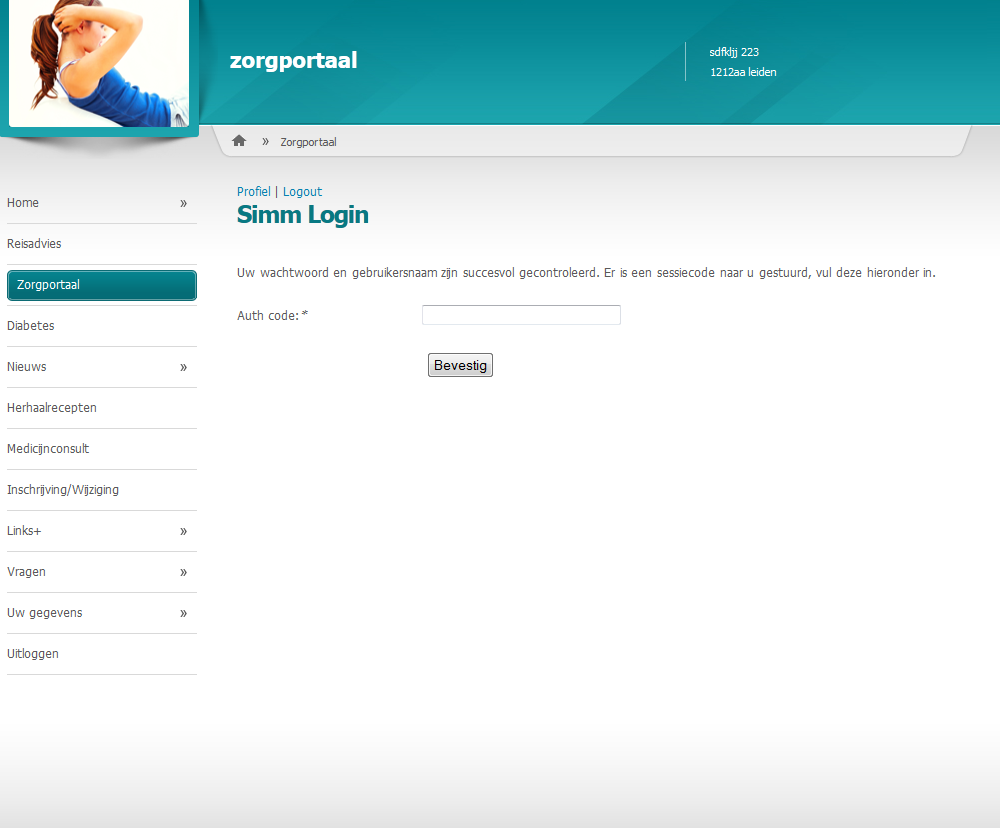 zorgportaal
sdfkljj 223
1212aa leiden
» Zorgportaal
Home »
Reisadvies
Zorgportaal
Diabetes
Nieuws »
Herhaalrecepten
Medicijnconsult
Inschrijving/Wijziging
Links+ »
Vragen »
Uw gegevens »
Uitloggen
Profiel | Logout
Simm Login
Uw wachtwoord en gebruikersnaam zijn succesvol gecontroleerd. Er is een sessiecode naar u gestuurd, vul deze hieronder in.
Auth code: *
Bevestig